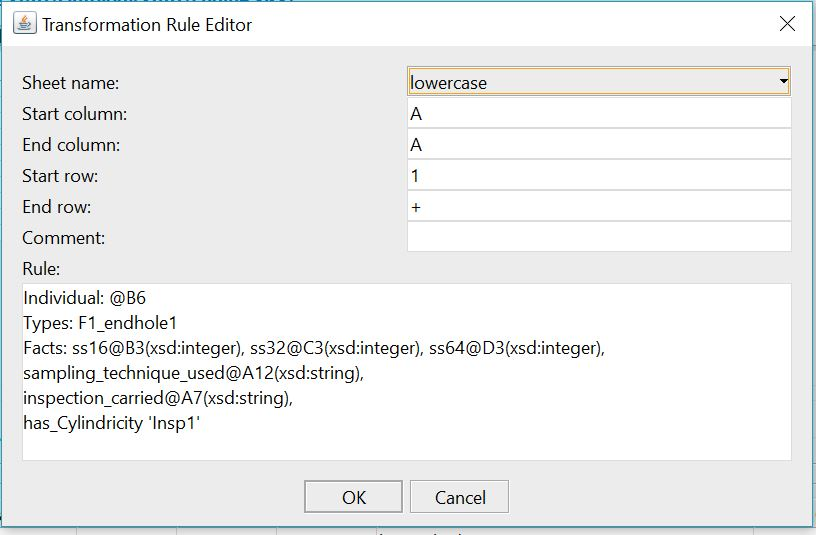 Transformation Rule Editor
Sheet name: lowercase
Start column: A
End column: A
Start row: 1
End row: +
Comment:
Rule:
Individual: @B6
Types: F1_endhole1
Facts: ss16@B3(xsd:integer), ss32@C3(xsd:integer), ss64@D3(xsd:integer),
sampling_technique_used@A12(xsd:string),
inspection_carried@A7(xsd:string),
has_Cylindricity 'Insp1'
OK Cancel